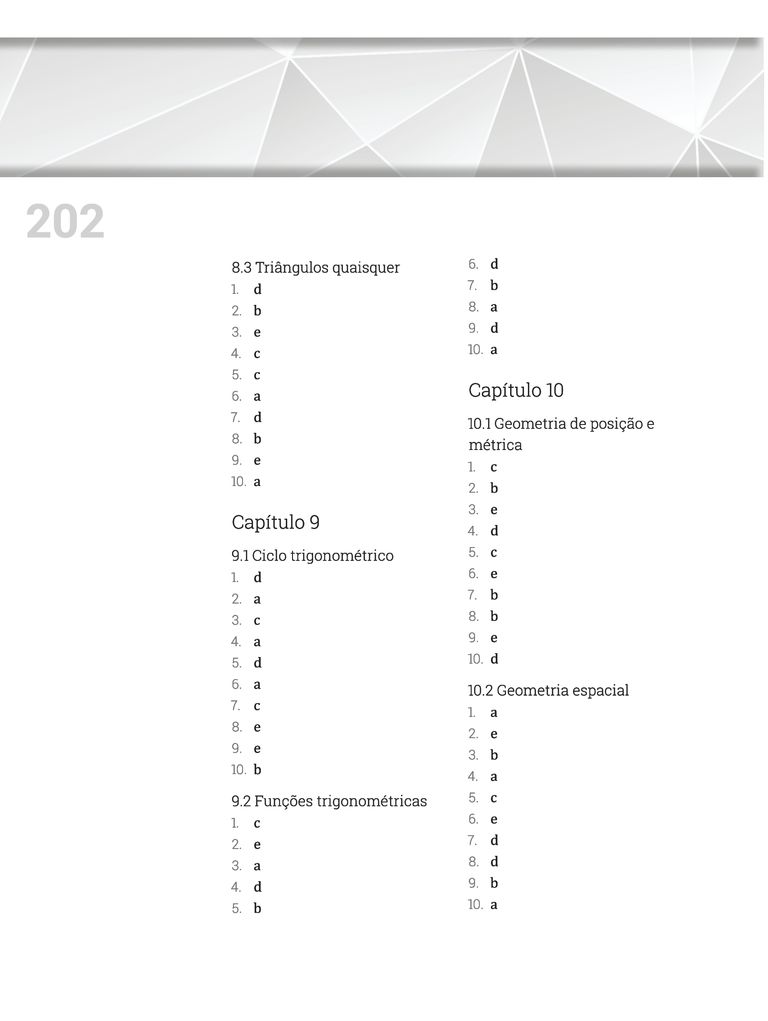 202
8.3 Triângulos quaisquer
1. d
2. b
3. e
4. c
5. c
6. a
7. d
8. b
9. e
10. a
Capítulo 9
9.1 Ciclo trigonométrico
1. d
2. a
3. c
4. a
5. d
6. a
7. c
8. e
9. e
10. b
9.2 Funções trigonométricas
1. c
2. e
3. a
4. d
5. b
6. d
7. b
8. a
9. d
10. a
Capítulo 10
10.1 Geometria de posição e
métrica
1. c
2. b
3. e
4. d
5. c
6. e
7. b
8. b
9. e
10. d
10.2 Geometria espacial
1. a
2. e
3. b
4. a
5. c
6. e
7. d
8. d
9. b
10. a